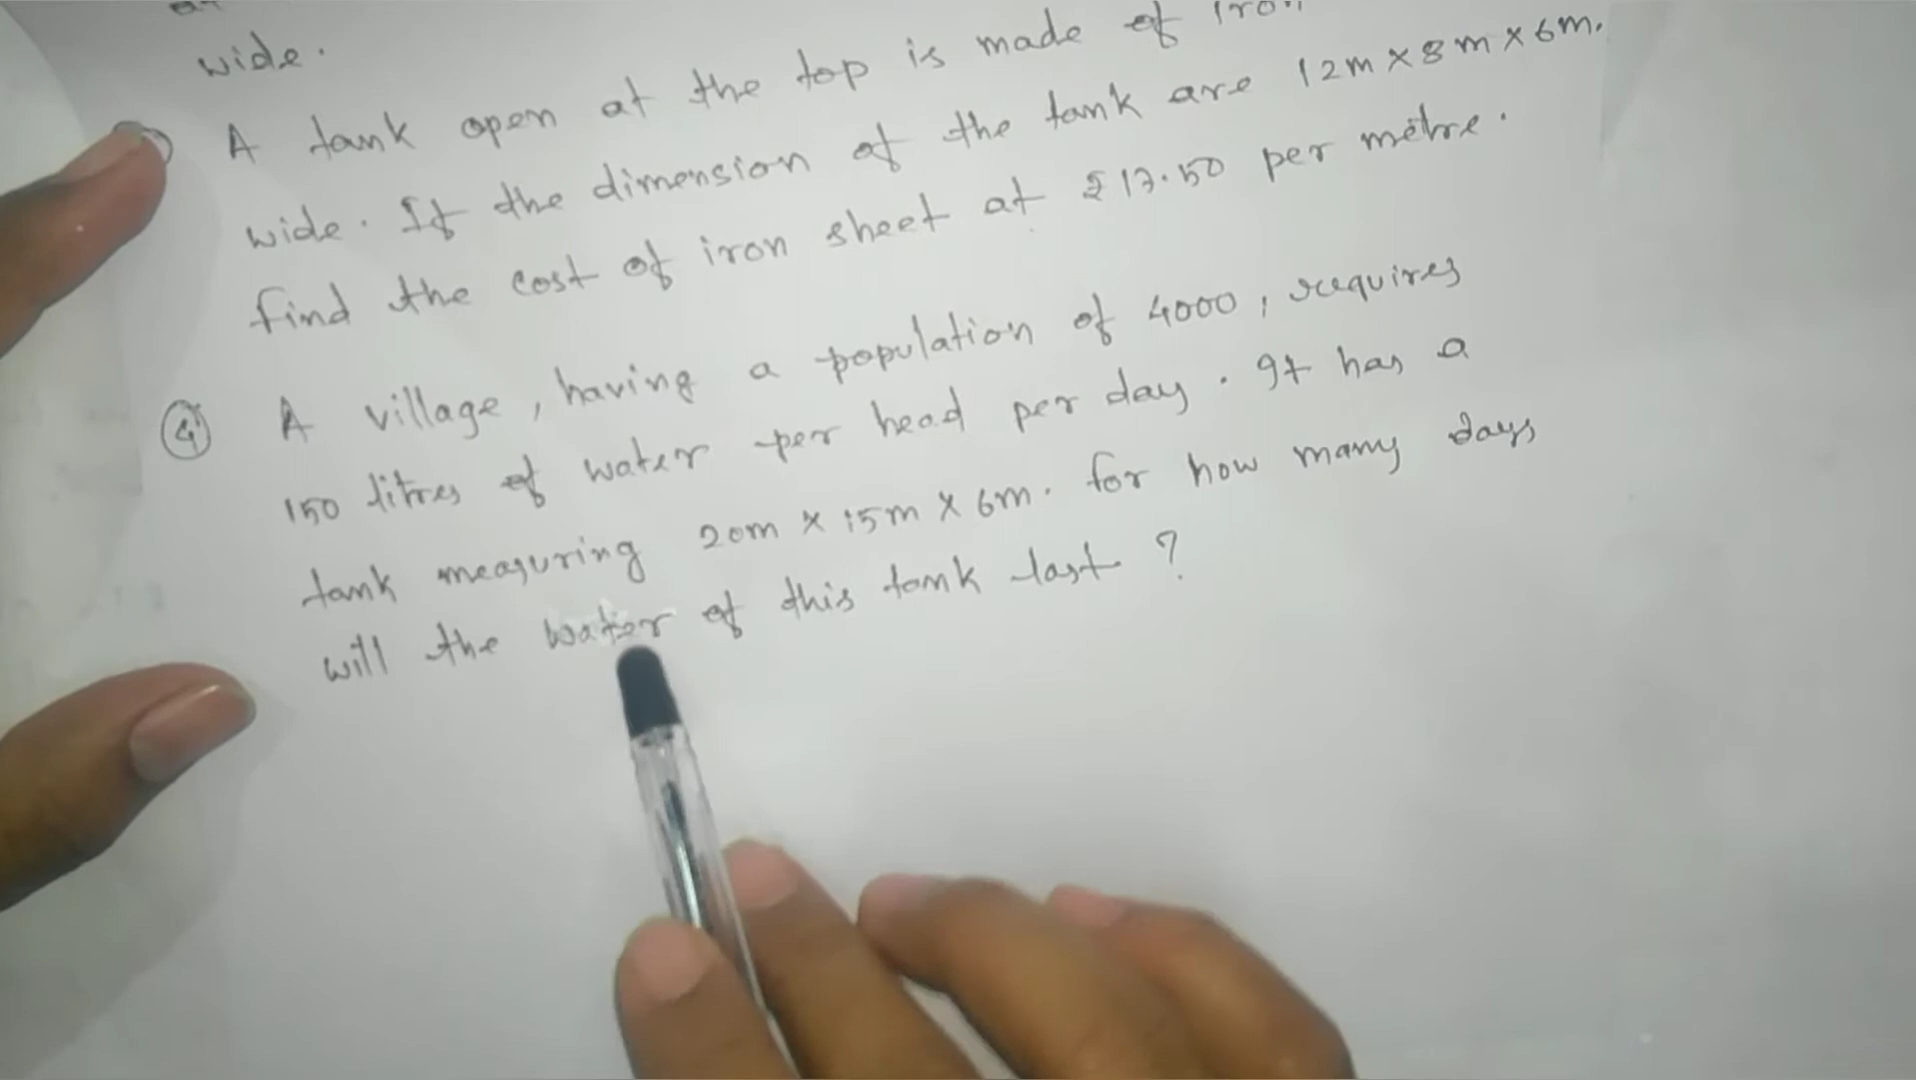 wide.
A tank open at the top is made of iron
wide. If the dimension of the tank are 12m x 8m x 6m.
find the cost of iron sheet at ₹17.50 per metre.
④ A village, having a population of 4000, requires
150 litres of water per head per day. It has a
tank measuring 20m x 15m x 6m. for how many days
will the water of this tank last ?